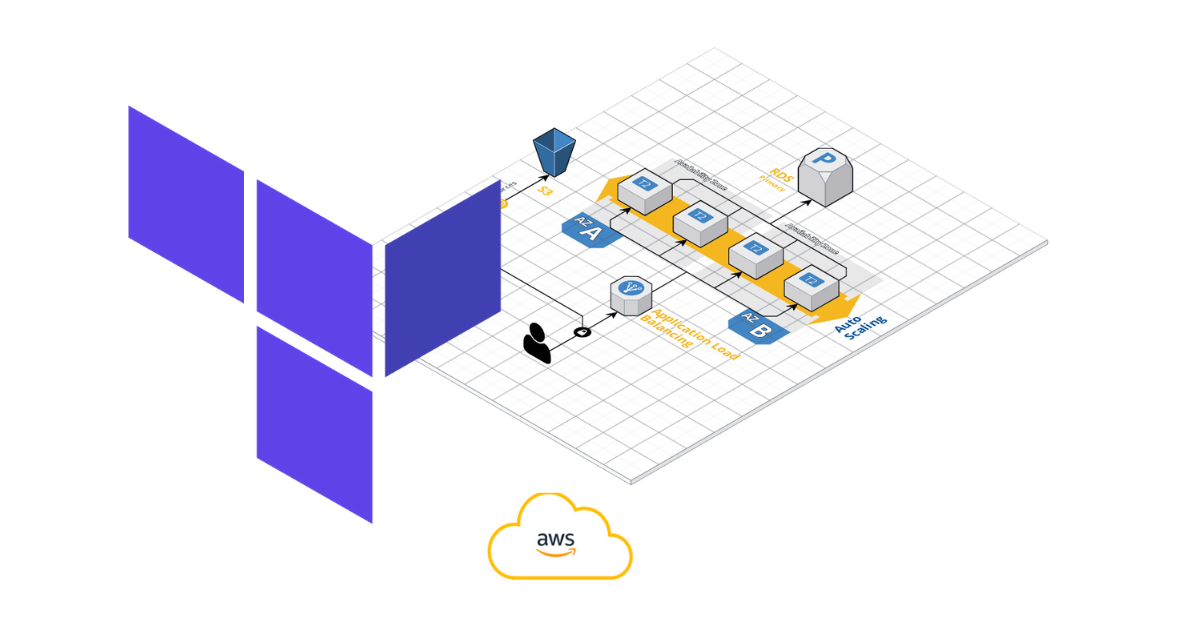 S3
RDS
Primary
Availability Zone
T2
AZ
A
T2
T2
Availability Zone
T2
AZ
B
Application Load
Balancing
Auto
Scaling
P
aws